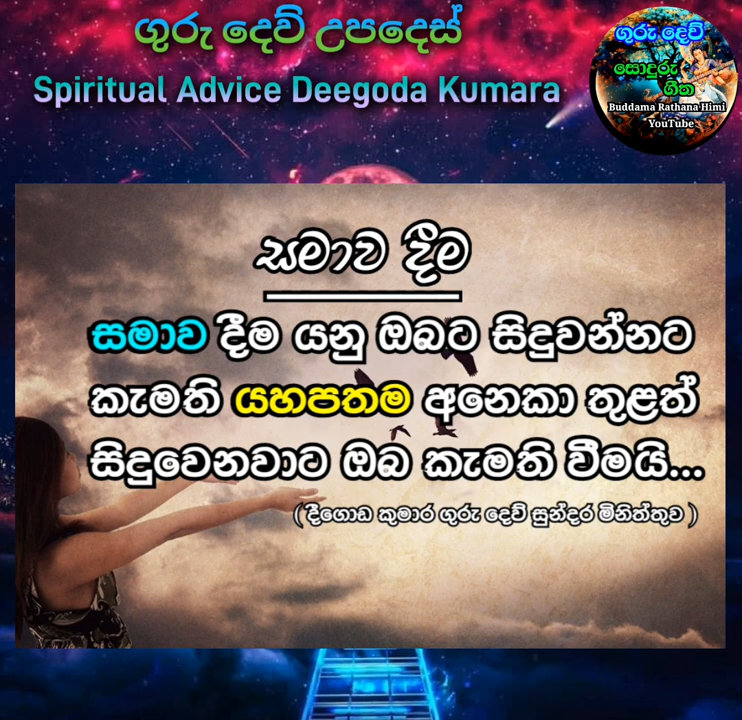 ගුරු දෙව් උපදෙස්
Spiritual Advice Deegoda Kumara
ගුරු දෙව්
සොඳුරු
ගීත
Buddama Rathana Himi
YouTube
සමාව දීම
සමාව දීම යනු ඔබට සිදුවන්නට
කැමති යහපතම අනෙකා තුළත්
සිදුවෙනවාට ඔබ කැමති වීමයි...
( දීගොඩ කුමාර ගුරු දෙව් සුන්දර මිනිත්තුව )